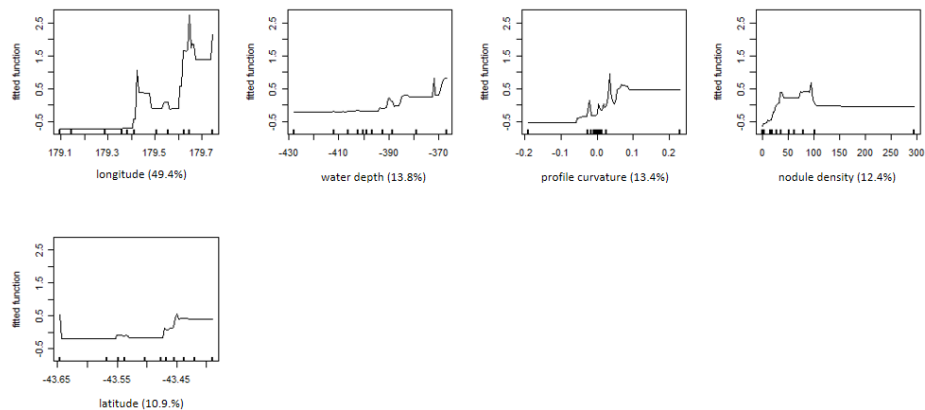 fitted function
2.5
1.5
0.5
-0.5
179.1 179.3 179.5 179.7
longitude (49.4%)
fitted function
2.5
1.5
0.5
-0.5
-430 -410 -390 -370
water depth (13.8%)
fitted function
2.5
1.5
0.5
-0.5
-0.2 -0.1 0.0 0.1 0.2
profile curvature (13.4%)
fitted function
2.5
1.5
0.5
-0.5
0 50 100 150 200 250 300
nodule density (12.4%)
fitted function
2.5
1.5
0.5
-0.5
-43.65 -43.55 -43.45
latitude (10.9.%)